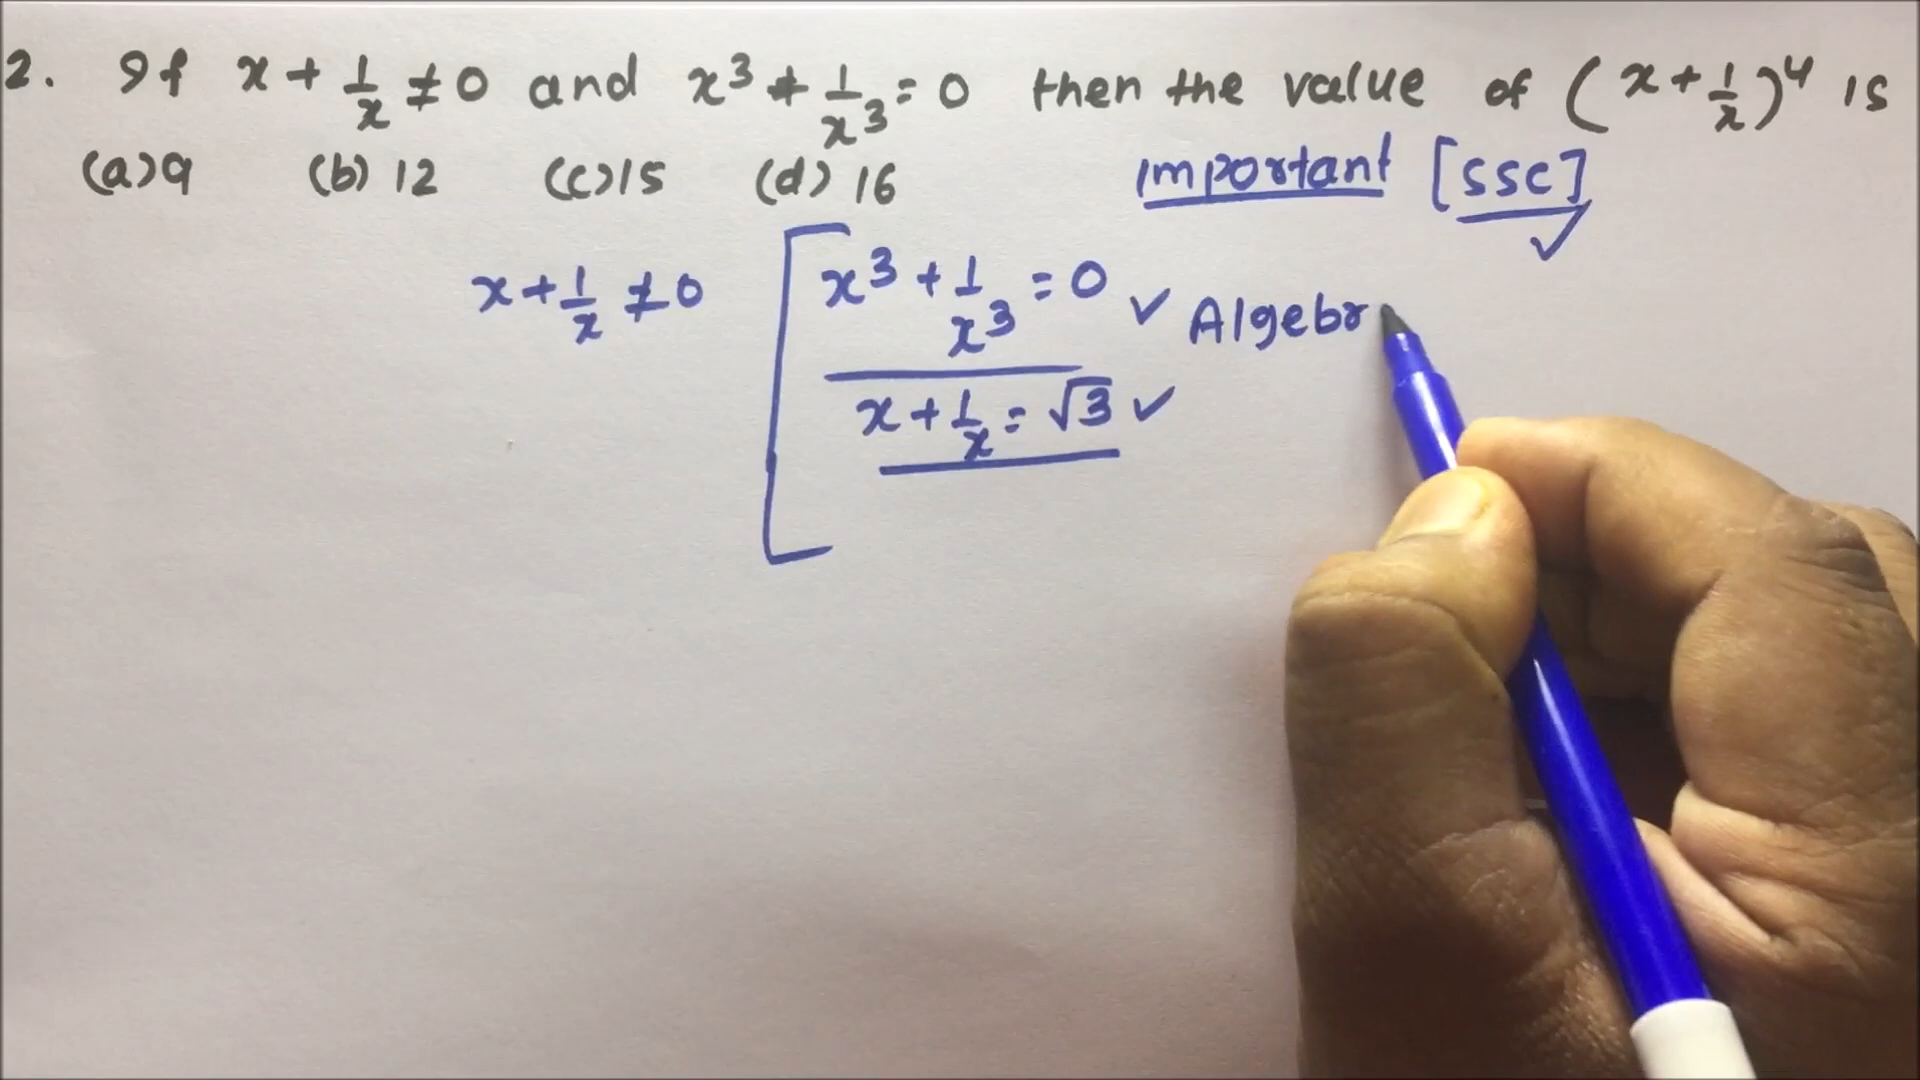 2. If x + 1/x ≠ 0 and x³ + 1/x³ = 0 then the value of (x + 1/x)⁴ is
(a) 9 (b) 12 (c) 15 (d) 16
Important [SSC] ✓
x + 1/x ≠ 0
x³ + 1/x³ = 0 ✓ Algebr
x + 1/x = √3 ✓